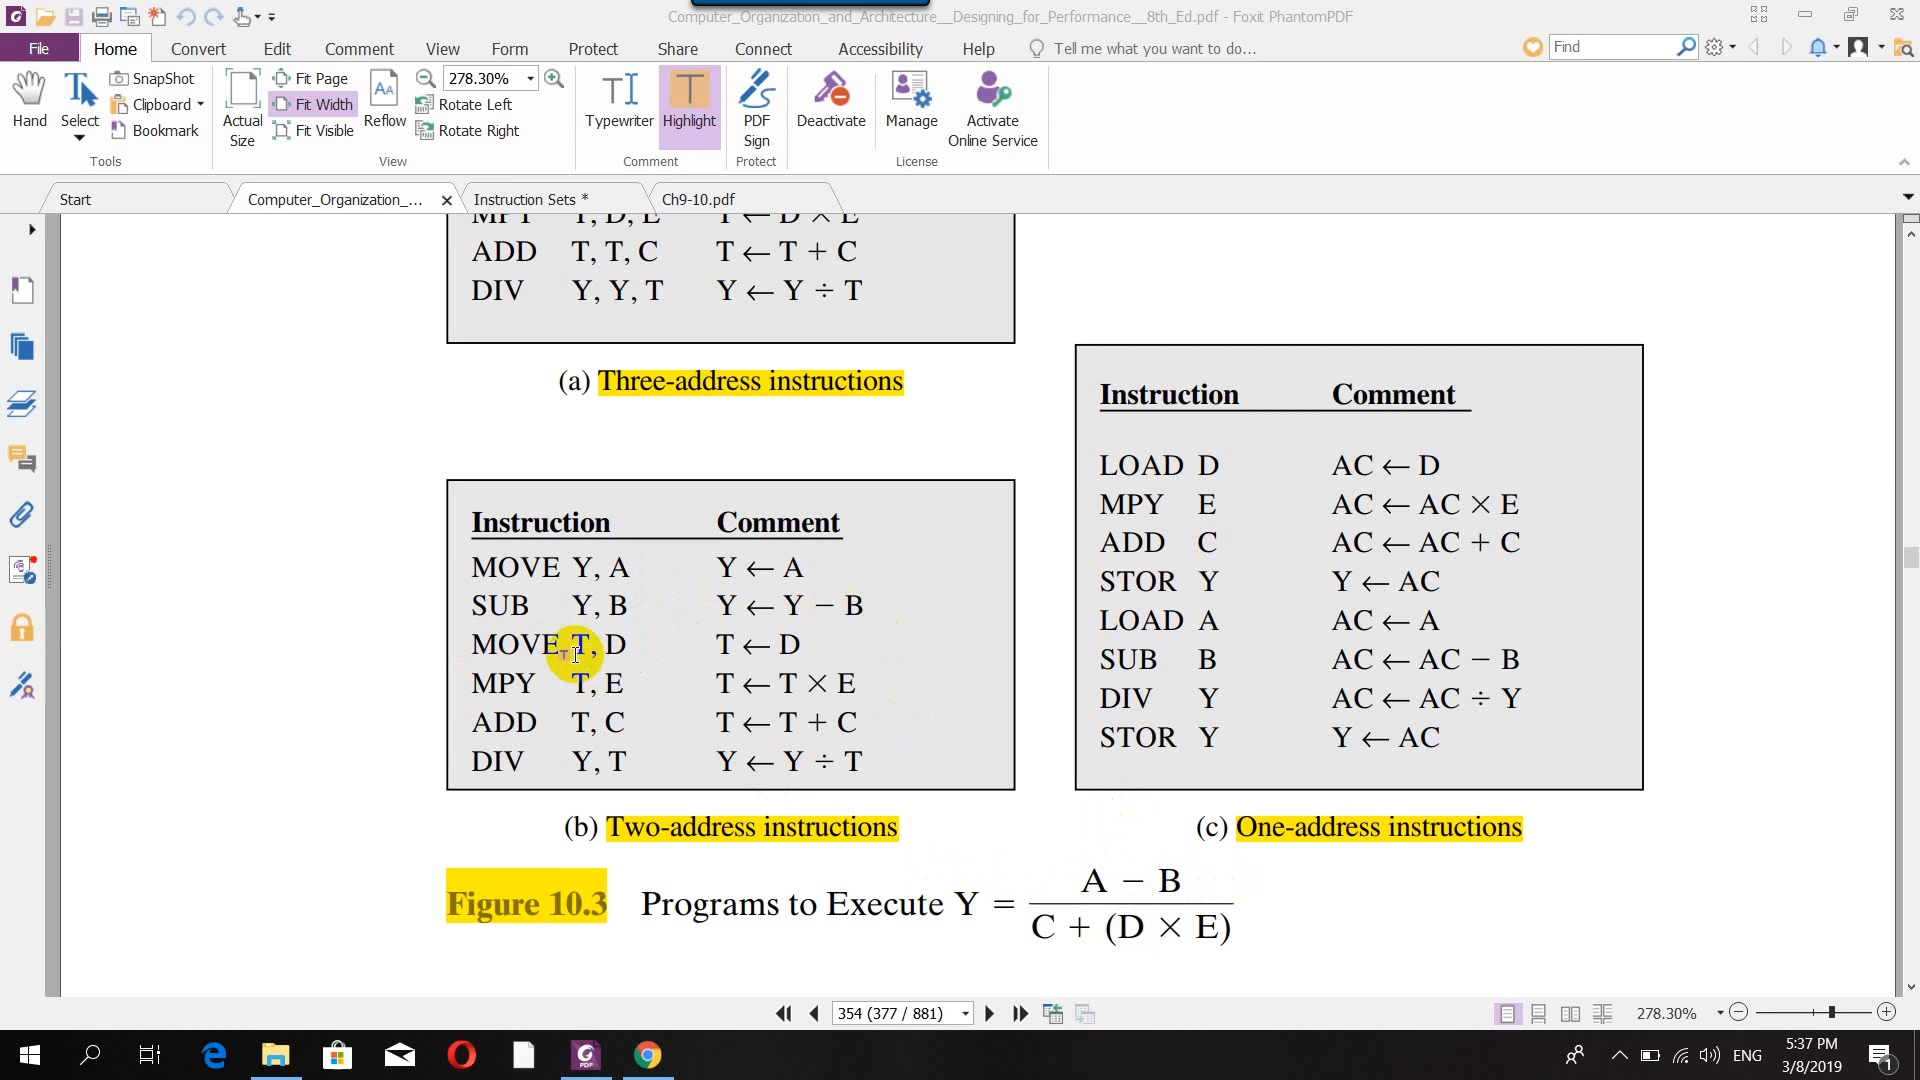 Computer_Organization_and_Architecture__Designing_for_Performance__8th_Ed.pdf - Foxit PhantomPDF
File Home Convert Edit Comment View Form Protect Share Connect Accessibility Help Tell me what you want to do... Find
Hand
Select
SnapShot
Clipboard
Bookmark
Tools
Actual Size
Fit Page
Fit Width
Fit Visible
Reflow
278.30%
Rotate Left
Rotate Right
View
Typewriter
Highlight
Comment
PDF Sign
Protect
Deactivate
Manage
Activate Online Service
License
Start Computer_Organization_... Instruction Sets * Ch9-10.pdf
MPY T, D, E T ← D × E
ADD T, T, C T ← T + C
DIV Y, Y, T Y ← Y ÷ T
(a) Three-address instructions
Instruction Comment
MOVE Y, A Y ← A
SUB Y, B Y ← Y − B
MOVE T, D T ← D
MPY T, E T ← T × E
ADD T, C T ← T + C
DIV Y, T Y ← Y ÷ T
(b) Two-address instructions
Instruction Comment
LOAD D AC ← D
MPY E AC ← AC × E
ADD C AC ← AC + C
STOR Y Y ← AC
LOAD A AC ← A
SUB B AC ← AC − B
DIV Y AC ← AC ÷ Y
STOR Y Y ← AC
(c) One-address instructions
Figure 10.3 Programs to Execute Y = A − B
C + (D × E)
354 (377 / 881) 278.30%
ENG
5:37 PM
3/8/2019
1